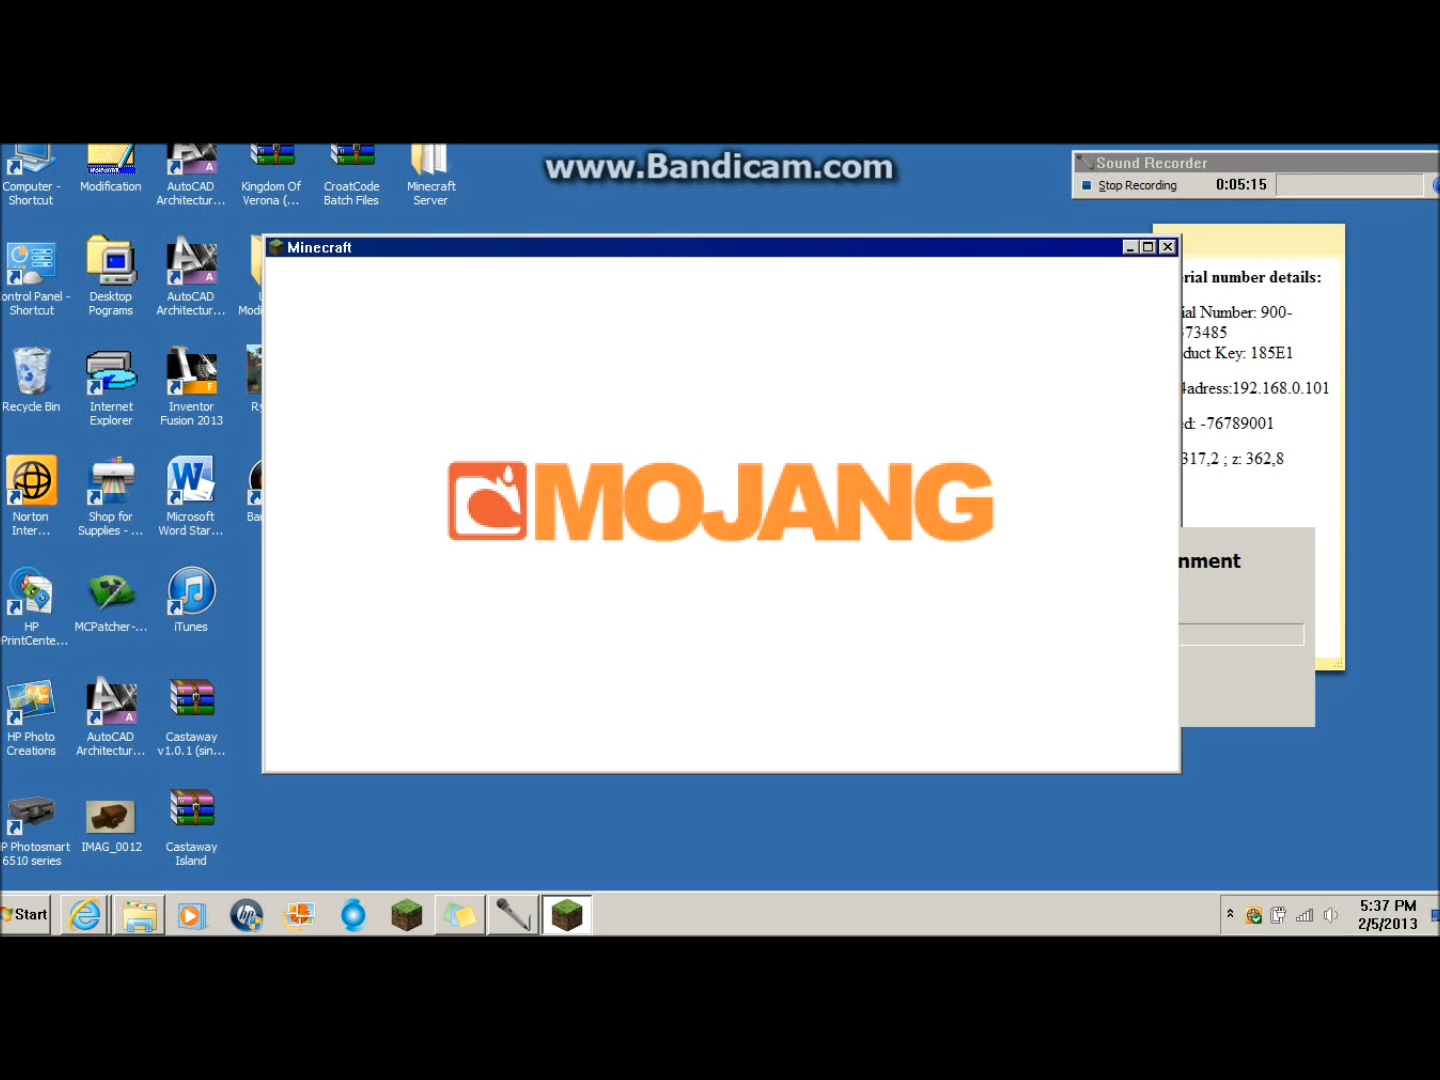 www.Bandicam.com
Sound Recorder
Stop Recording 0:05:15
Computer -
Shortcut
Modification
AutoCAD
Architectur...
Kingdom Of
Verona (...
CroatCode
Batch Files
Minecraft
Server
Minecraft
ontrol Panel -
Shortcut
Desktop
Pograms
AutoCAD
Architectur...
Modi
rial number details:
ial Number: 900-
73485
duct Key: 185E1
4adress:192.168.0.101
d: -76789001
317,2 ; z: 362,8
Recycle Bin
Internet
Explorer
Inventor
Fusion 2013
Ry
MOJANG
Norton
Inter...
Shop for
Supplies - ...
Microsoft
Word Star...
Ba
nment
HP
PrintCente...
MCPatcher-...
iTunes
HP Photo
Creations
AutoCAD
Architectur...
Castaway
v1.0.1 (sin...
P Photosmart
6510 series
IMAG_0012
Castaway
Island
Start
5:37 PM
2/5/2013